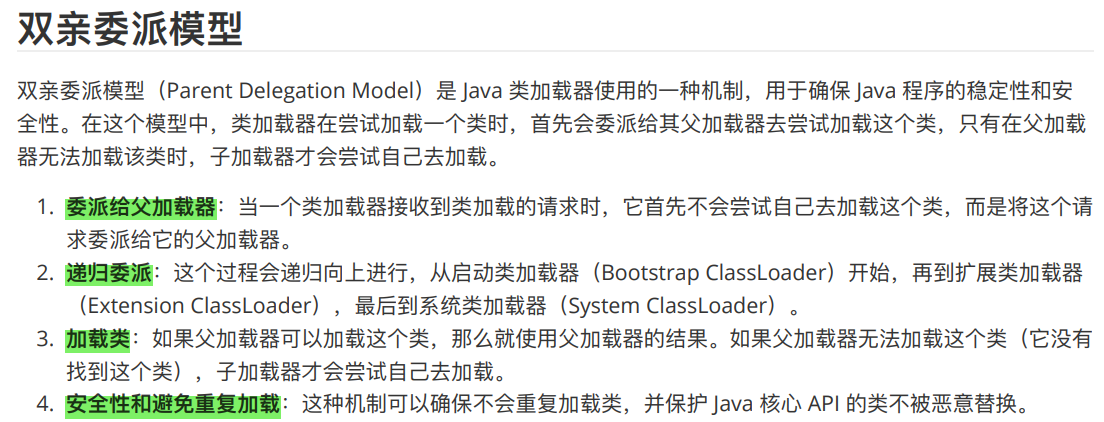 双亲委派模型
双亲委派模型（Parent Delegation Model）是 Java 类加载器使用的一种机制，用于确保 Java 程序的稳定性和安
全性。在这个模型中，类加载器在尝试加载一个类时，首先会委派给其父加载器去尝试加载这个类，只有在父加载
器无法加载该类时，子加载器才会尝试自己去加载。
1. 委派给父加载器：当一个类加载器接收到类加载的请求时，它首先不会尝试自己去加载这个类，而是将这个请
求委派给它的父加载器。
2. 递归委派：这个过程会递归向上进行，从启动类加载器（Bootstrap ClassLoader）开始，再到扩展类加载器
（Extension ClassLoader），最后到系统类加载器（System ClassLoader）。
3. 加载类：如果父加载器可以加载这个类，那么就使用父加载器的结果。如果父加载器无法加载这个类（它没有
找到这个类），子加载器才会尝试自己去加载。
4. 安全性和避免重复加载：这种机制可以确保不会重复加载类，并保护 Java 核心 API 的类不被恶意替换。